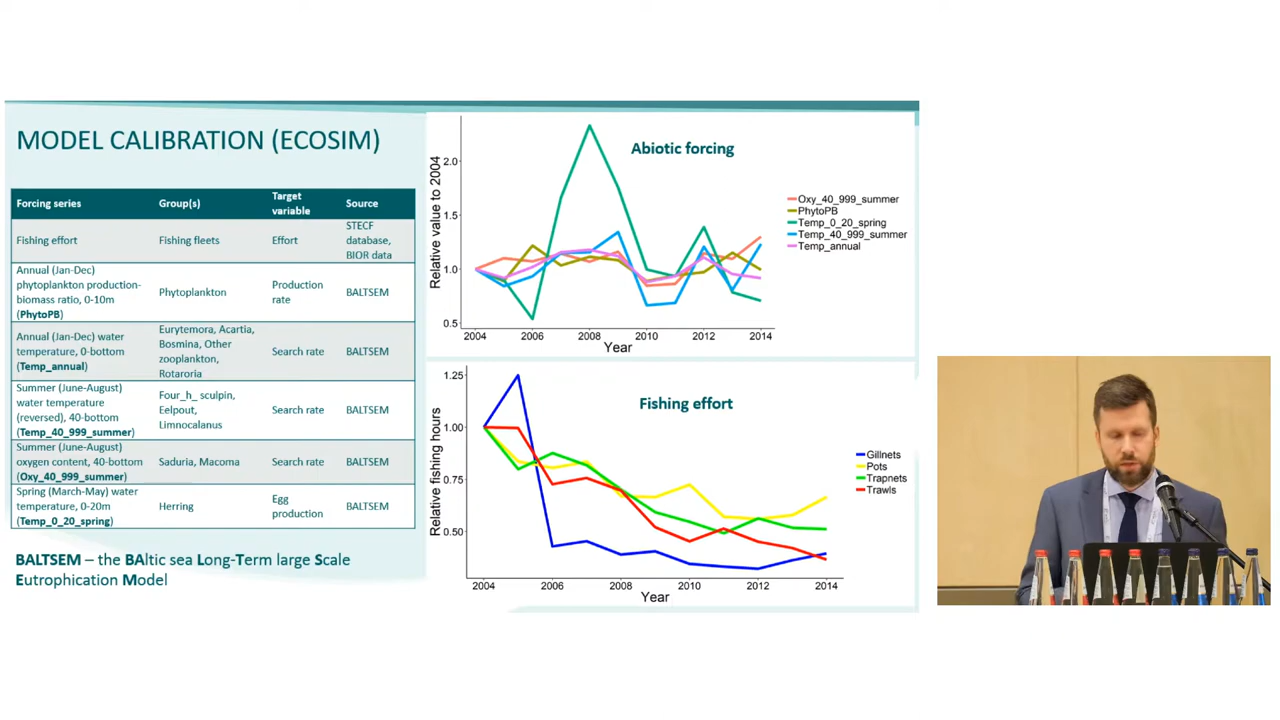 MODEL CALIBRATION (ECOSIM)
Forcing series
Group(s)
Target
variable
Source
Fishing effort
Fishing fleets
Effort
STECF
database,
BIOR data
Annual (Jan-Dec)
phytoplankton production-
biomass ratio, 0-10m
(PhytoPB)
Phytoplankton
Production
rate
BALTSEM
Annual (Jan-Dec) water
temperature, 0-bottom
(Temp_annual)
Eurytemora, Acartia,
Bosmina, Other
zooplankton,
Rotaroria
Search rate
BALTSEM
Summer (June-August)
water temperature
(reversed), 40-bottom
(Temp_40_999_summer)
Four_h_ sculpin,
Eelpout,
Limnocalanus
Search rate
BALTSEM
Summer (June-August)
oxygen content, 40-bottom
(Oxy_40_999_summer)
Saduria, Macoma
Search rate
BALTSEM
Spring (March-May) water
temperature, 0-20m
(Temp_0_20_spring)
Herring
Egg
production
BALTSEM
BALTSEM – the BAltic sea Long-Term large Scale
Eutrophication Model
Abiotic forcing
Relative value to 2004
2.0
1.5
1.0
0.5
2004 2006 2008 2010 2012 2014
Year
Oxy_40_999_summer
PhytoPB
Temp_0_20_spring
Temp_40_999_summer
Temp_annual
Fishing effort
Relative fishing hours
1.25
1.00
0.75
0.50
2004 2006 2008 2010 2012 2014
Year
Gillnets
Pots
Trapnets
Trawls